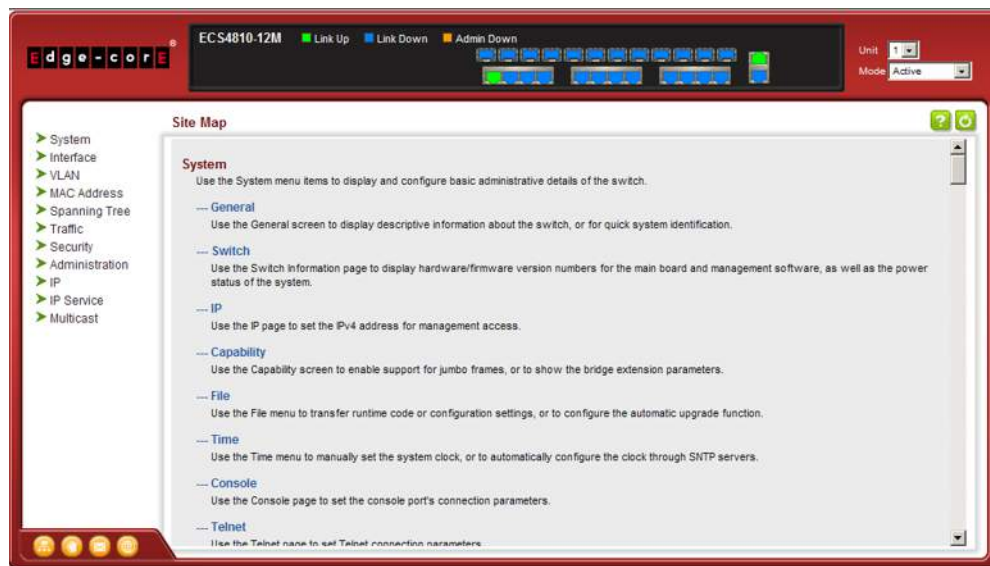 Edge-corE®
ECS4810-12M Link Up Link Down Admin Down
Unit 1
Mode Active
Site Map
System
Interface
VLAN
MAC Address
Spanning Tree
Traffic
Security
Administration
IP
IP Service
Multicast
System
Use the System menu items to display and configure basic administrative details of the switch.
---- General
Use the General screen to display descriptive information about the switch, or for quick system identification.
---- Switch
Use the Switch Information page to display hardware/firmware version numbers for the main board and management software, as well as the power
status of the system.
---- IP
Use the IP page to set the IPv4 address for management access.
---- Capability
Use the Capability screen to enable support for jumbo frames, or to show the bridge extension parameters.
---- File
Use the File menu to transfer runtime code or configuration settings, or to configure the automatic upgrade function.
---- Time
Use the Time menu to manually set the system clock, or to automatically configure the clock through SNTP servers.
---- Console
Use the Console page to set the console port's connection parameters.
---- Telnet
Use the Telnet page to set Telnet connection parameters.